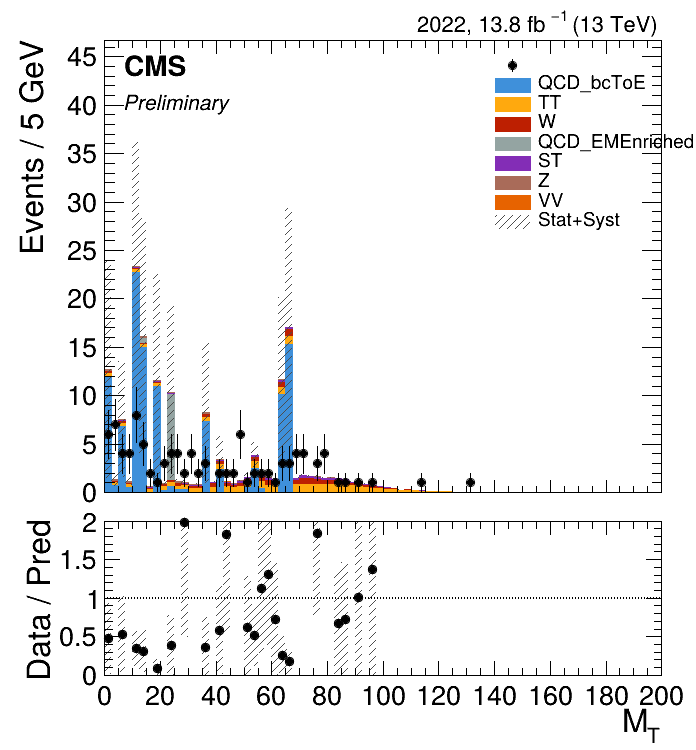 2022, 13.8 fb⁻¹ (13 TeV)
CMS
Preliminary
Events / 5 GeV
45
40
35
30
25
20
15
10
5
0
QCD_bcToE
TT
W
QCD_EMEnriched
ST
Z
VV
Stat+Syst
Data / Pred
2
1.5
1
0.5
0
0 20 40 60 80 100 120 140 160 180 200
M_T